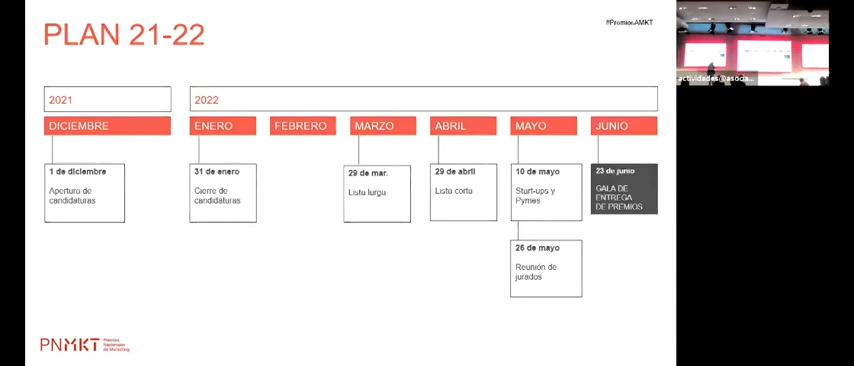 PLAN 21-22
#PremiosAMKT
actividades@asocia...
2021
2022
DICIEMBRE
ENERO
FEBRERO
MARZO
ABRIL
MAYO
JUNIO
1 de diciembre
Apertura de
candidaturas
31 de enero
Cierre de
candidaturas
29 de mar.
Lista larga
29 de abril
Lista corta
10 de mayo
Start-ups y
Pymes
23 de junio
GALA DE
ENTREGA
DE PREMIOS
26 de mayo
Reunión de
jurados
PNMKT
Premios
Nacionales
de Marketing